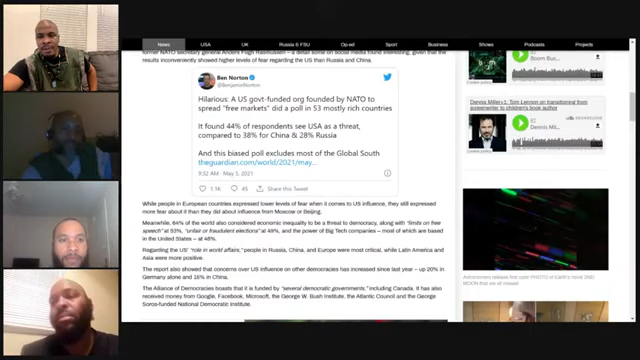 News USA UK Russia & FSU Op-ed Sport Business Shows Podcasts Projects
former NATO secretary general Anders Fogh Rasmussen – a detail some on social media found interesting, given that the
results inconveniently showed higher levels of fear regarding the US than Russia and China.
Ben Norton
@BenjaminNorton
Hilarious: A US govt-funded org founded by NATO to
spread "free markets" did a poll in 53 mostly rich countries
It found 44% of respondents see USA as a threat,
compared to 38% for China & 28% Russia
And this biased poll excludes most of the Global South
theguardian.com/world/2021/may...
9:32 AM · May 5, 2021
1.1K 45 Share this Tweet
While people in European countries expressed lower levels of fear when it comes to US influence, they still expressed
more fear about it than they did about influence from Moscow or Beijing.
Meanwhile, 64% of the world also considered economic inequality to be a threat to democracy, along with "limits on free
speech" at 53%, "unfair or fraudulent elections" at 49%, and the power of Big Tech companies – most of which are based
in the United States – at 48%.
Regarding the US' "role in world affairs," people in Russia, China, and Europe were most critical, while Latin America and
Asia were more positive.
The report also showed that concerns over US influence on other democracies has increased since last year – up 20% in
Germany alone and 16% in China.
The Alliance of Democracies boasts that it is funded by "several democratic governments," including Canada. It has also
received money from Google, Facebook, Microsoft, the George W. Bush Institute, the Atlantic Council and the George
Soros-funded National Democratic Institute.
Boom Bus...
Dennis Miller+1: Tom Lennon on transitioning from
screenwriter to children's book author
Dennis Mil...
Astronomers release first ever PHOTO of Earth's novel 2ND
MOON that we all missed